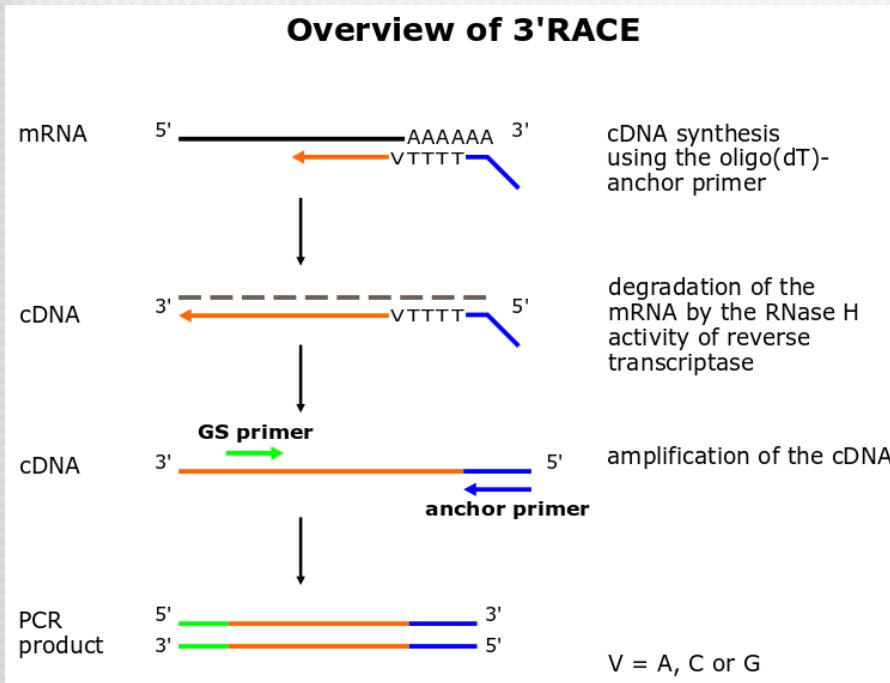 Overview of 3'RACE
mRNA
5'
AAAAAA
3'
VTTTT
cDNA synthesis
using the oligo(dT)-
anchor primer
cDNA
3'
5'
VTTTT
degradation of the
mRNA by the RNase H
activity of reverse
transcriptase
GS primer
cDNA
3'
5'
anchor primer
amplification of the cDNA
PCR
product
5'
3'
3'
5'
V = A, C or G